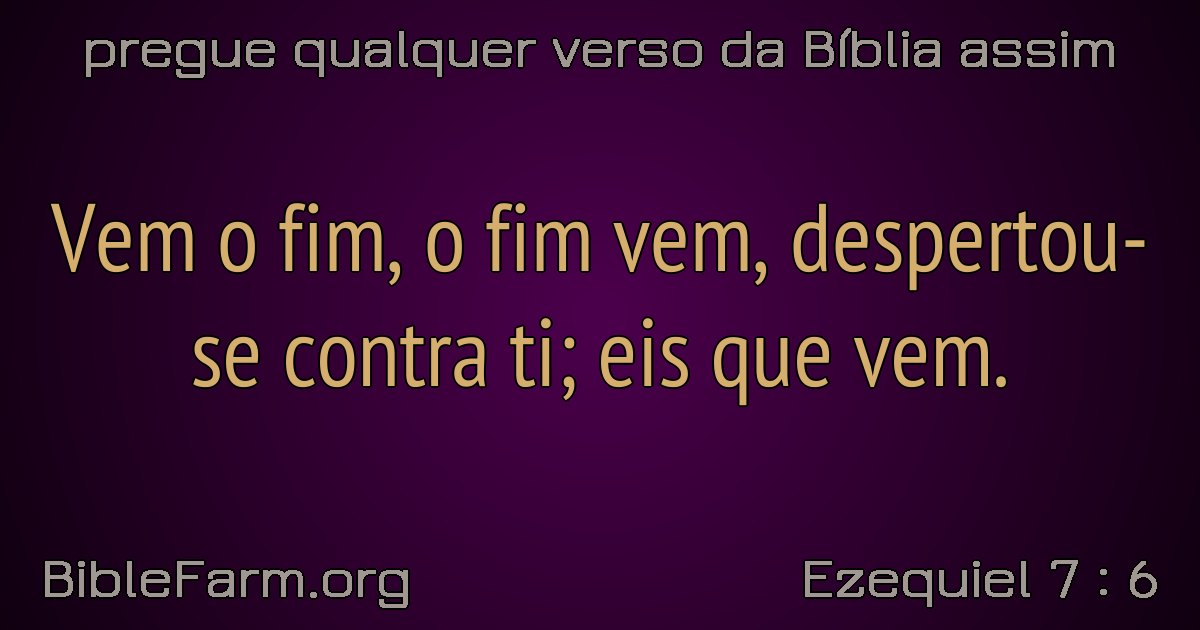 pregue qualquer verso da Bíblia assim
Vem o fim, o fim vem, despertou-
se contra ti; eis que vem.
BibleFarm.org
Ezequiel 7 : 6